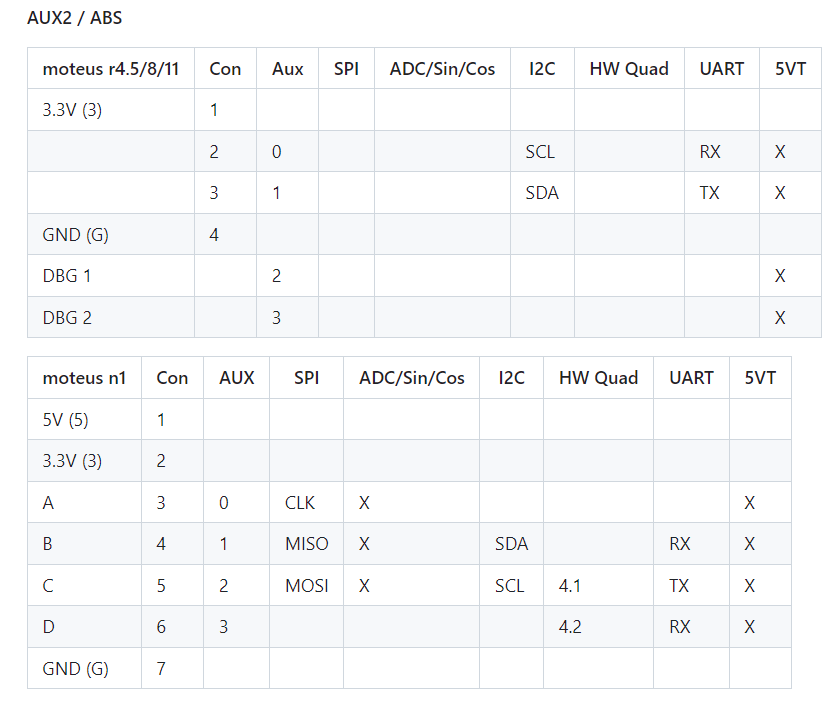 AUX2 / ABS
moteus r4.5/8/11 Con Aux SPI ADC/Sin/Cos I2C HW Quad UART 5VT
3.3V (3) 1
2 0 SCL RX X
3 1 SDA TX X
GND (G) 4
DBG 1 2 X
DBG 2 3 X
moteus n1 Con AUX SPI ADC/Sin/Cos I2C HW Quad UART 5VT
5V (5) 1
3.3V (3) 2
A 3 0 CLK X X
B 4 1 MISO X SDA RX X
C 5 2 MOSI X SCL 4.1 TX X
D 6 3 4.2 RX X
GND (G) 7